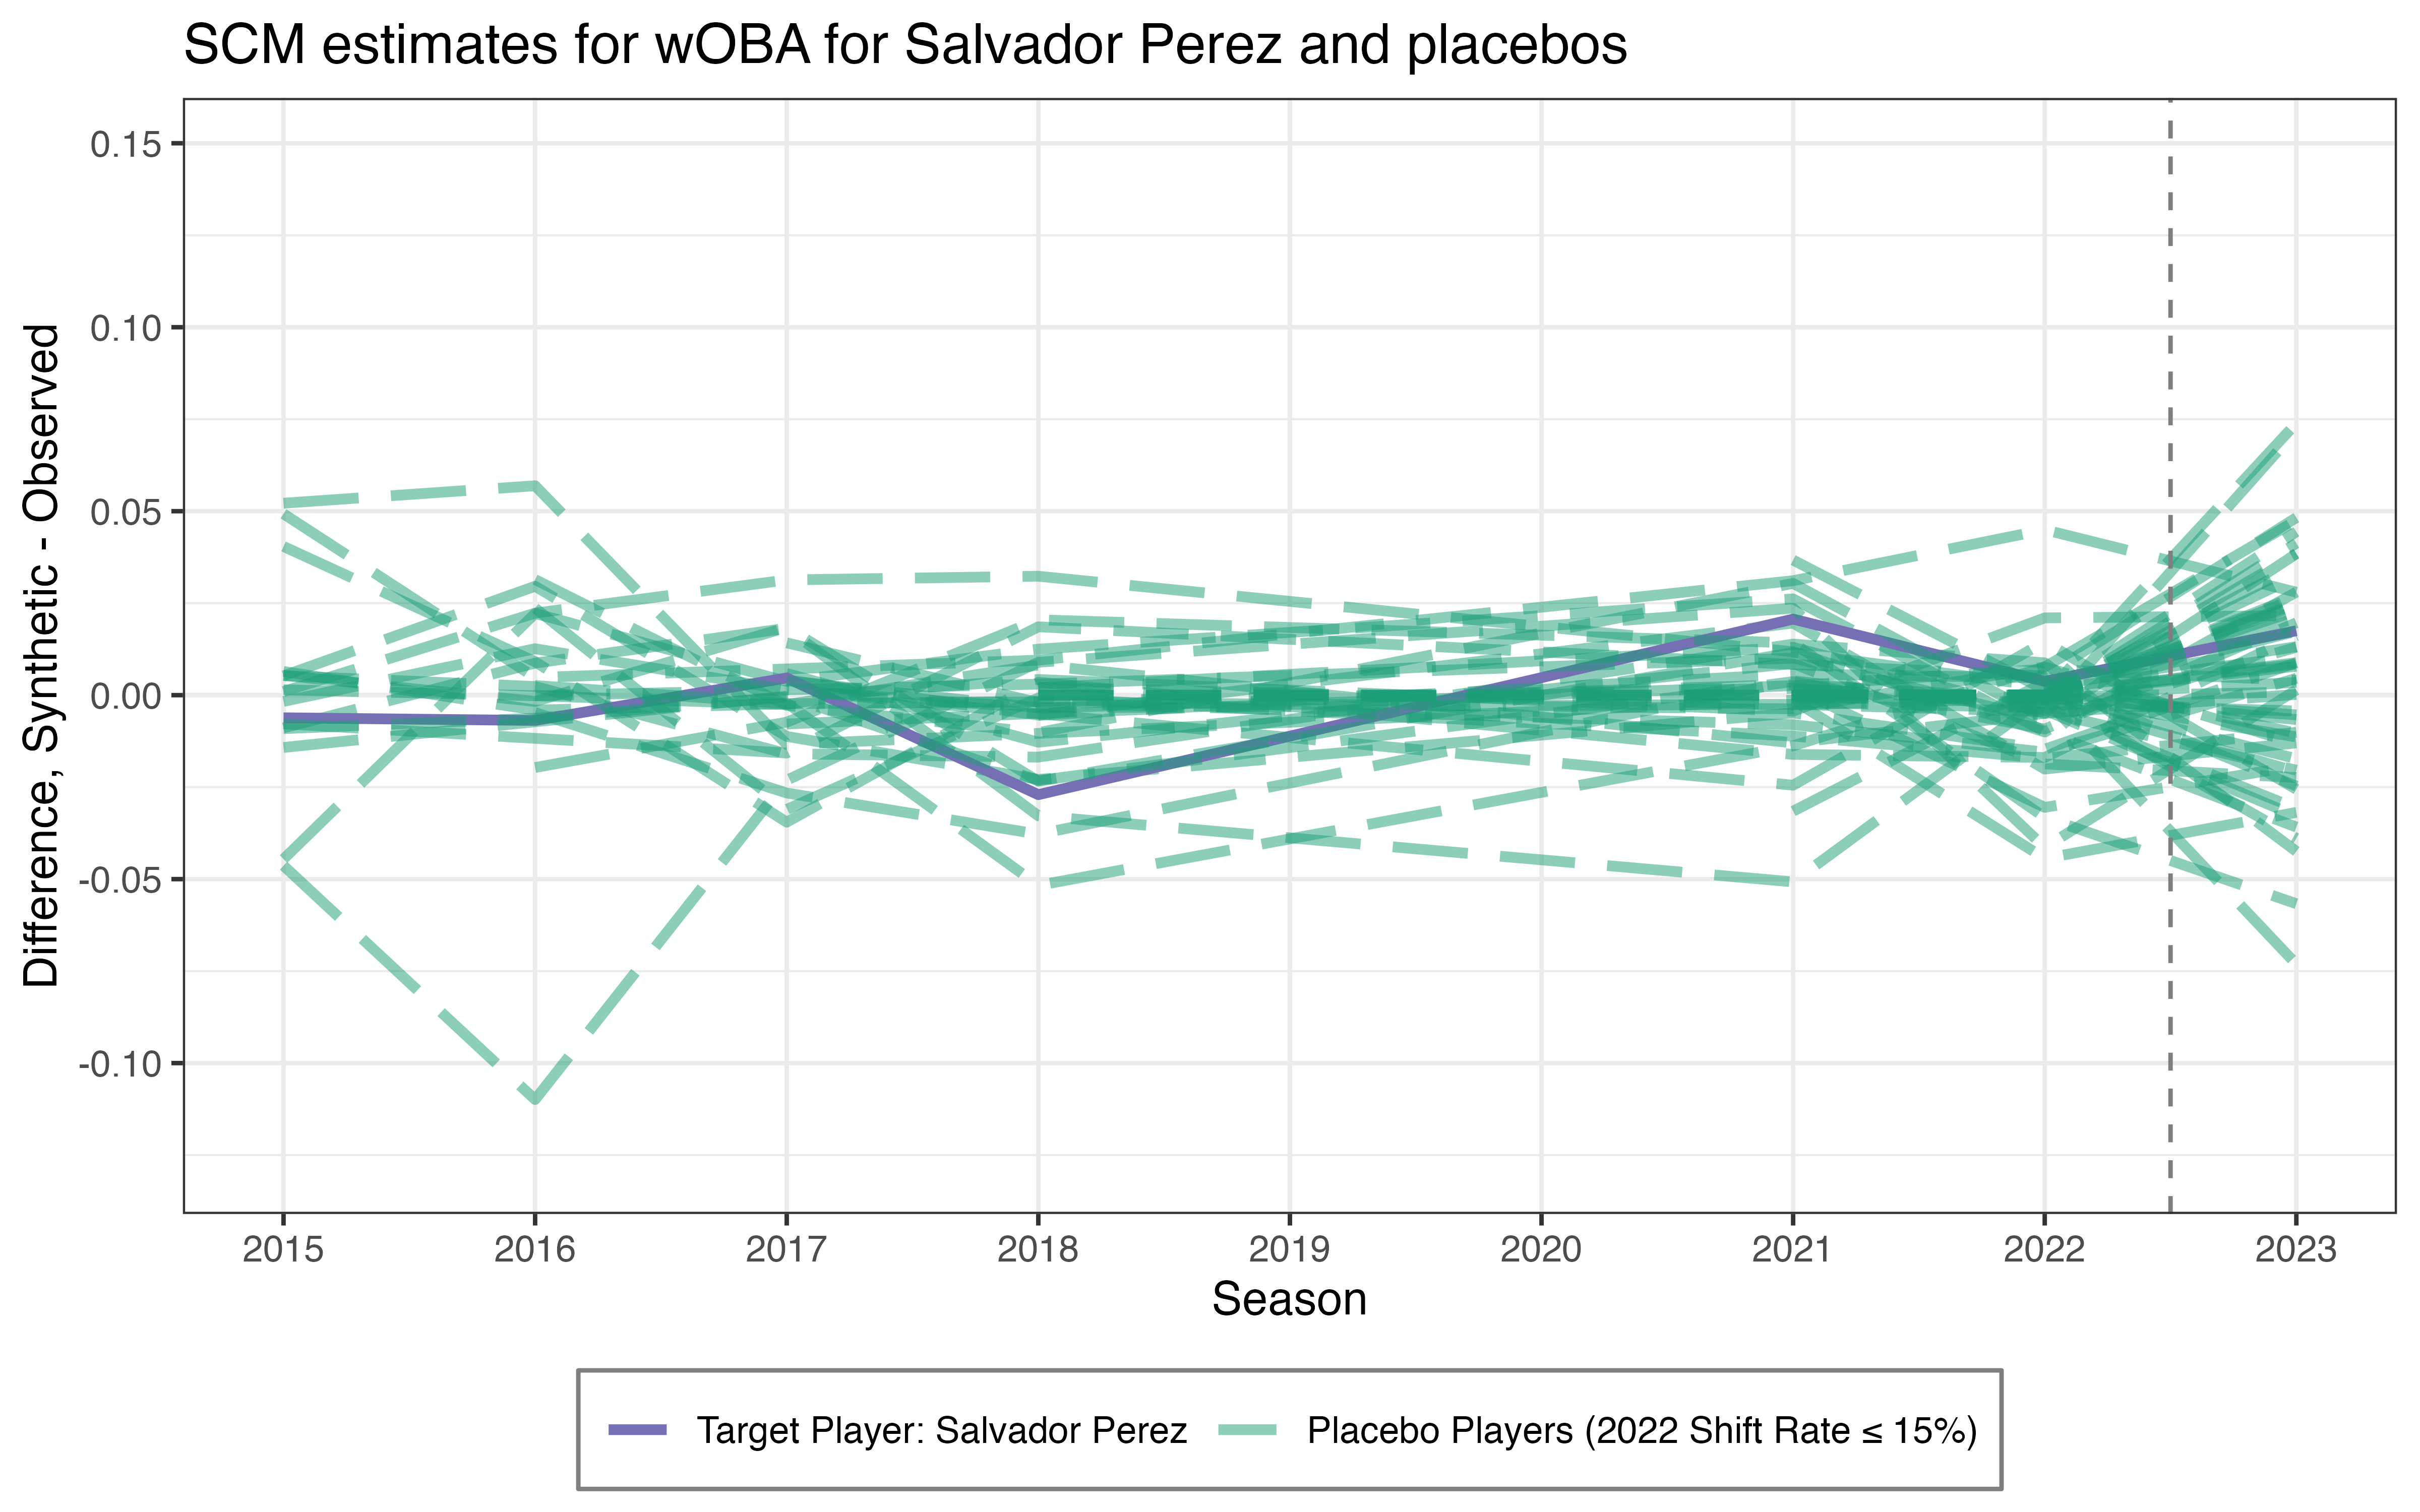 SCM estimates for wOBA for Salvador Perez and placebos
Difference, Synthetic - Observed
0.15
0.10
0.05
0.00
-0.05
-0.10
2015 2016 2017 2018 2019 2020 2021 2022 2023
Season
Target Player: Salvador Perez Placebo Players (2022 Shift Rate ≤ 15%)